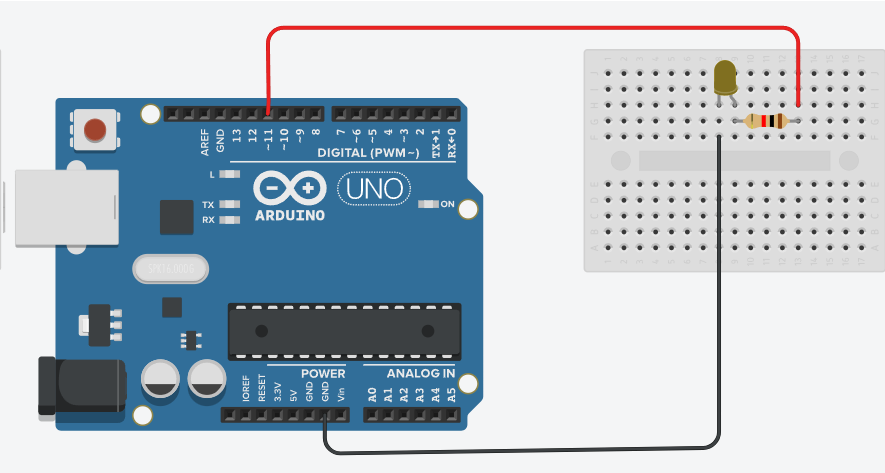 AREF
GND
13
12
~11
~10
~9
8
7
~6
~5
4
~3
2
TX→1
RX←0
DIGITAL (PWM~)
L
TX
RX
UNO
ARDUINO
ON
POWER
ANALOG IN
IOREF
RESET
3.3V
5V
GND
GND
Vin
A0
A1
A2
A3
A4
A5